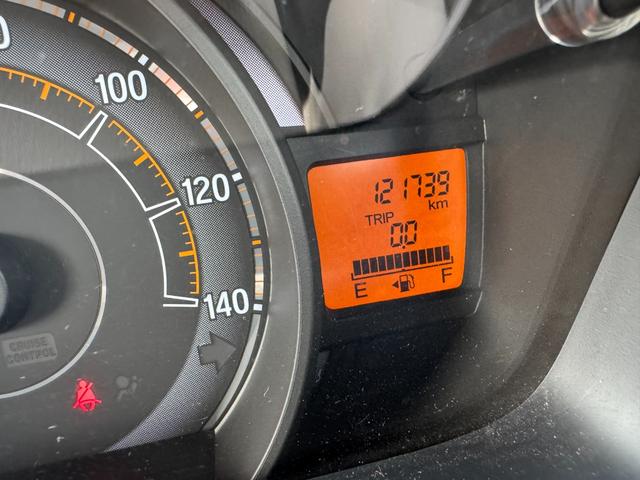 100
120
140
CRUISE
CONTROL
121739
km
TRIP
0.0
E F